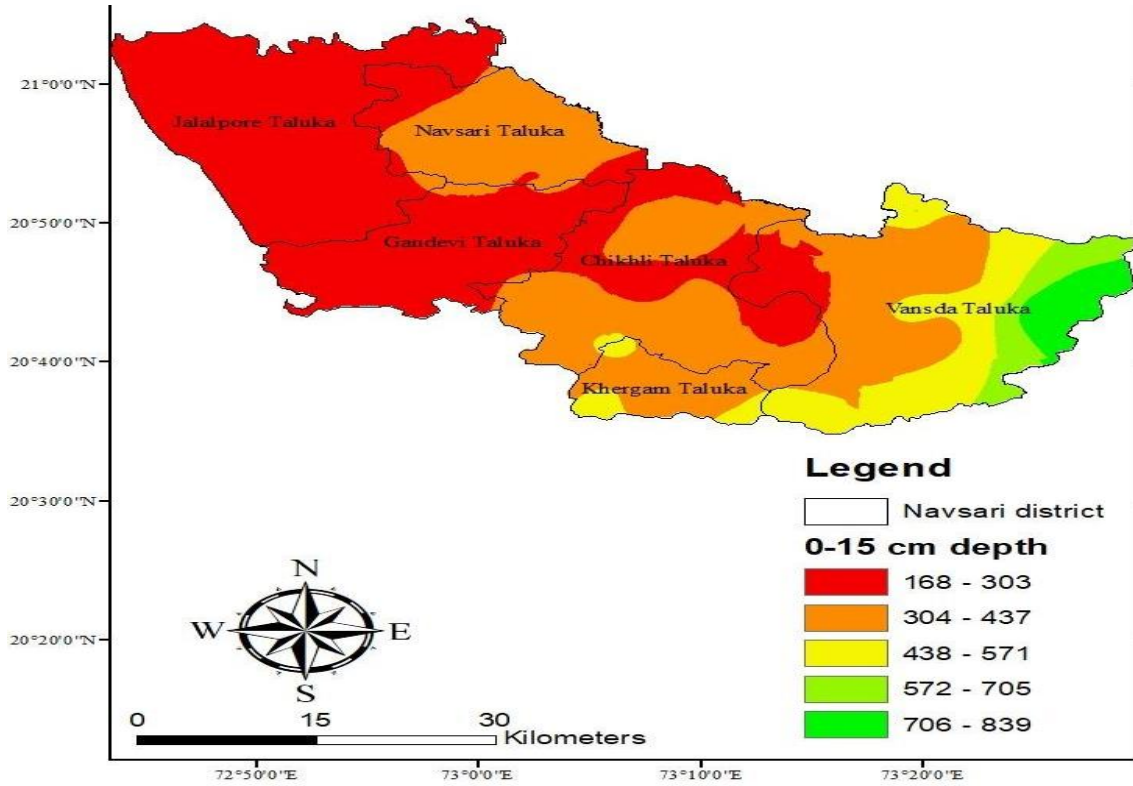 21°0'0"N
Jalalpore Taluka
Navsari Taluka
20°50'0"N
Gandevi Taluka
Chikhli Taluka
Vansda Taluka
20°40'0"N
Khergam Taluka
Legend
20°30'0"N
Navsari district
0-15 cm depth
168 - 303
304 - 437
438 - 571
572 - 705
706 - 839
N
W E
S
20°20'0"N
0 15 30
Kilometers
72°50'0"E 73°0'0"E 73°10'0"E 73°20'0"E